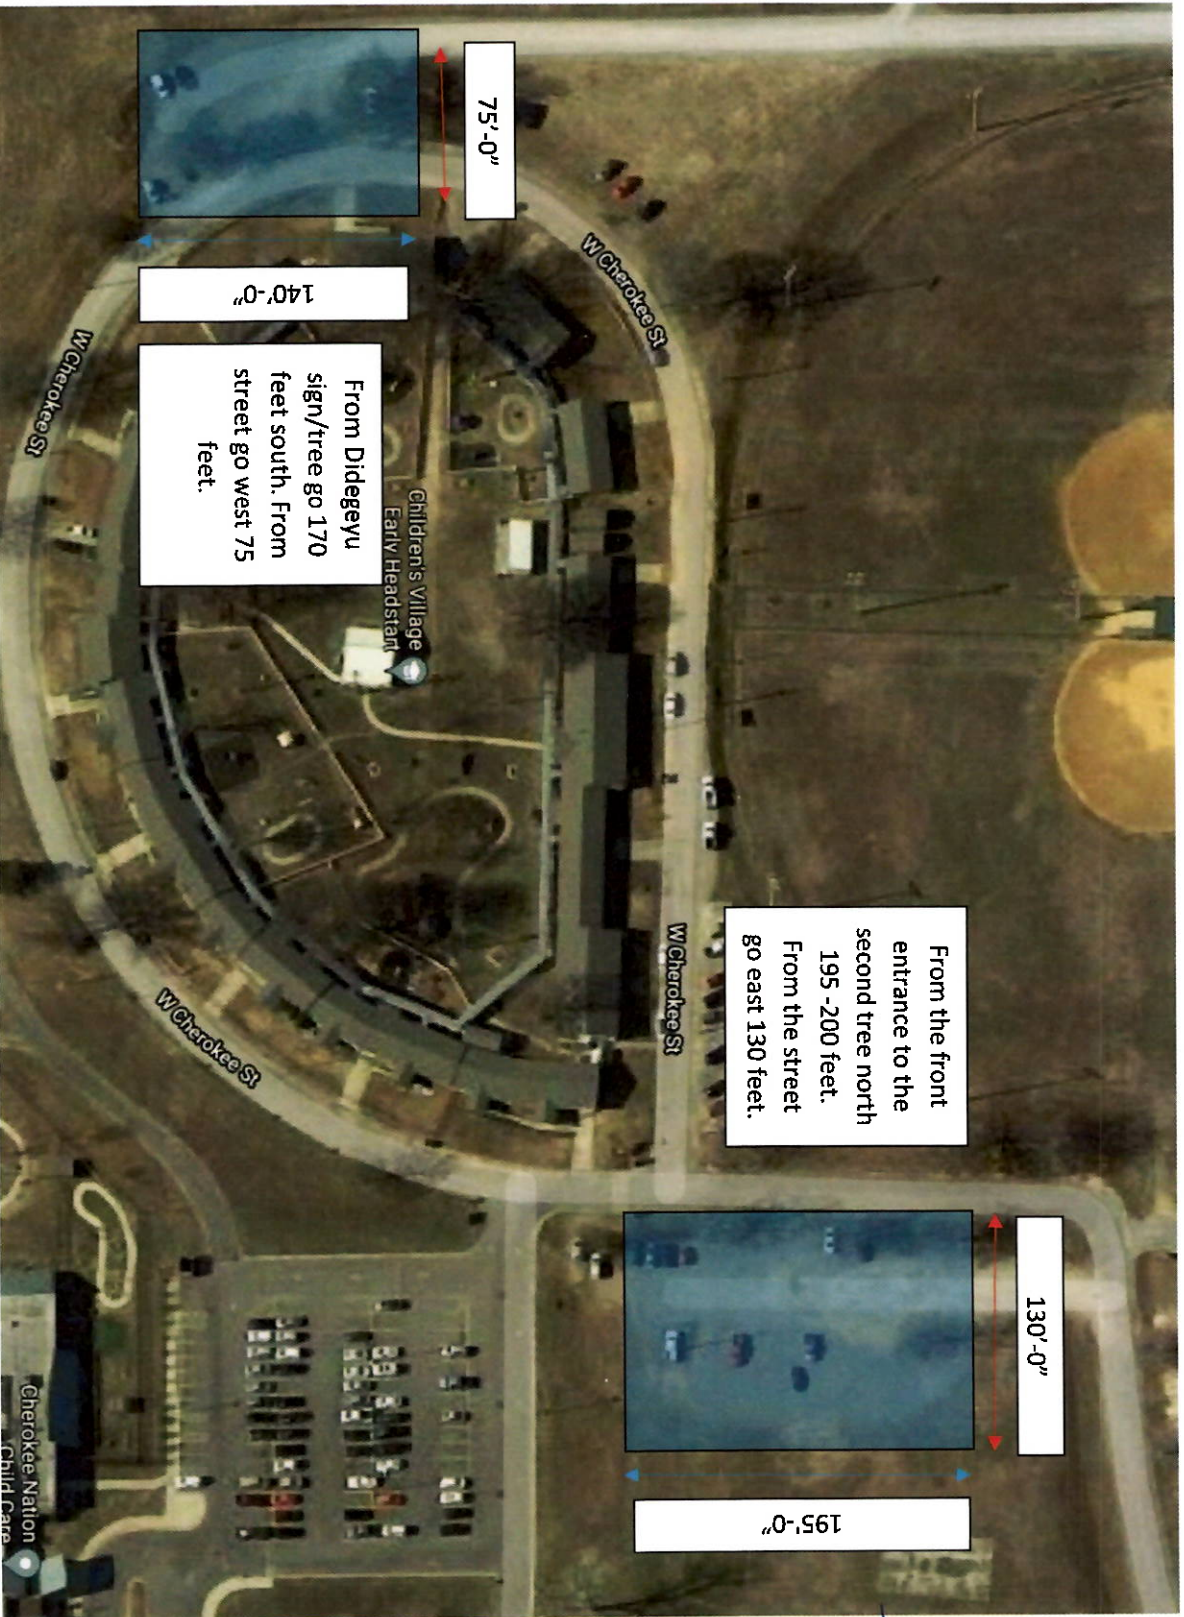 130'-0"
From the front
entrance to the
second tree north
195 -200 feet.
From the street
go east 130 feet.
195'-0"
W Cherokee St
W Cherokee St
75'-0"
Children's Village
Early Headstart
From Didegeyu
sign/tree go 170
feet south. From
street go west 75
feet.
140'-0"
W Cherokee St
W Cherokee St
Cherokee Nation
Child Care